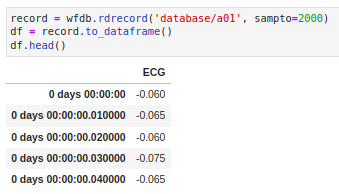 record = wfdb.rdrecord('database/a01', sampto=2000)
df = record.to_dataframe()
df.head()
ECG
0 days 00:00:00 -0.060
0 days 00:00:00.010000 -0.065
0 days 00:00:00.020000 -0.060
0 days 00:00:00.030000 -0.075
0 days 00:00:00.040000 -0.065